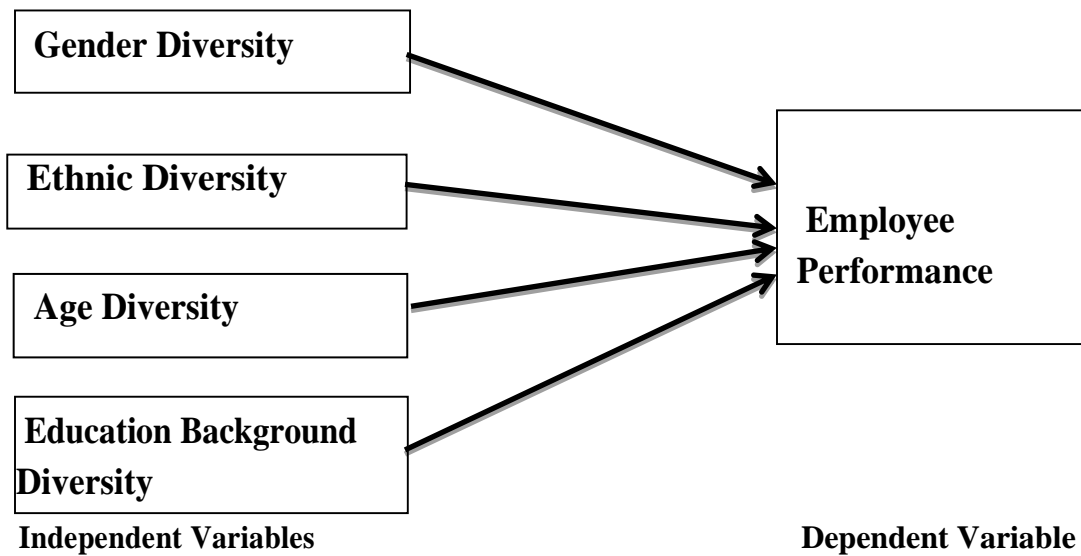 Gender Diversity
Ethnic Diversity
Age Diversity
Education Background
Diversity
Employee
Performance
Independent Variables
Dependent Variable